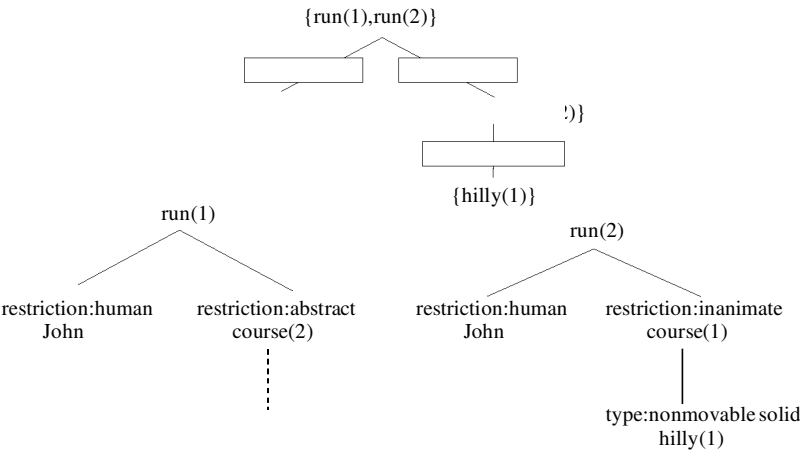 {run(1),run(2)}
)}
{hilly(1)}
run(1)
run(2)
restriction:human
John
restriction:abstract
course(2)
restriction:human
John
restriction:inanimate
course(1)
type:nonmovable solid
hilly(1)